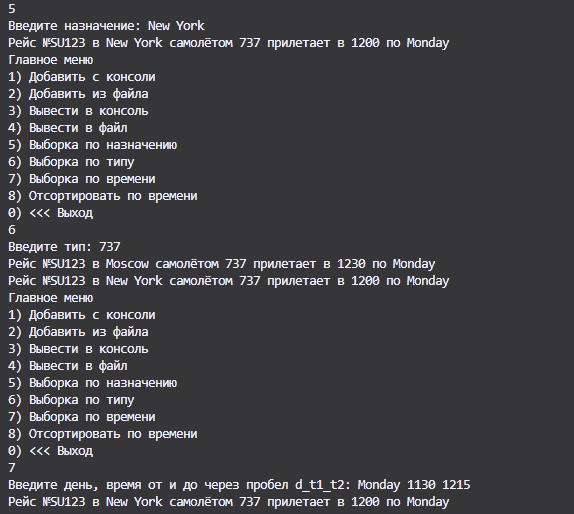 5
Введите назначение: New York
Рейс №SU123 в New York самолётом 737 прилетает в 1200 по Monday
Главное меню
1) Добавить с консоли
2) Добавить из файла
3) Вывести в консоль
4) Вывести в файл
5) Выборка по назначению
6) Выборка по типу
7) Выборка по времени
8) Отсортировать по времени
0) <<< Выход
6
Введите тип: 737
Рейс №SU123 в Moscow самолётом 737 прилетает в 1230 по Monday
Рейс №SU123 в New York самолётом 737 прилетает в 1200 по Monday
Главное меню
1) Добавить с консоли
2) Добавить из файла
3) Вывести в консоль
4) Вывести в файл
5) Выборка по назначению
6) Выборка по типу
7) Выборка по времени
8) Отсортировать по времени
0) <<< Выход
7
Введите день, время от и до через пробел d_t1_t2: Monday 1130 1215
Рейс №SU123 в New York самолётом прилетает в 1200 по Monday